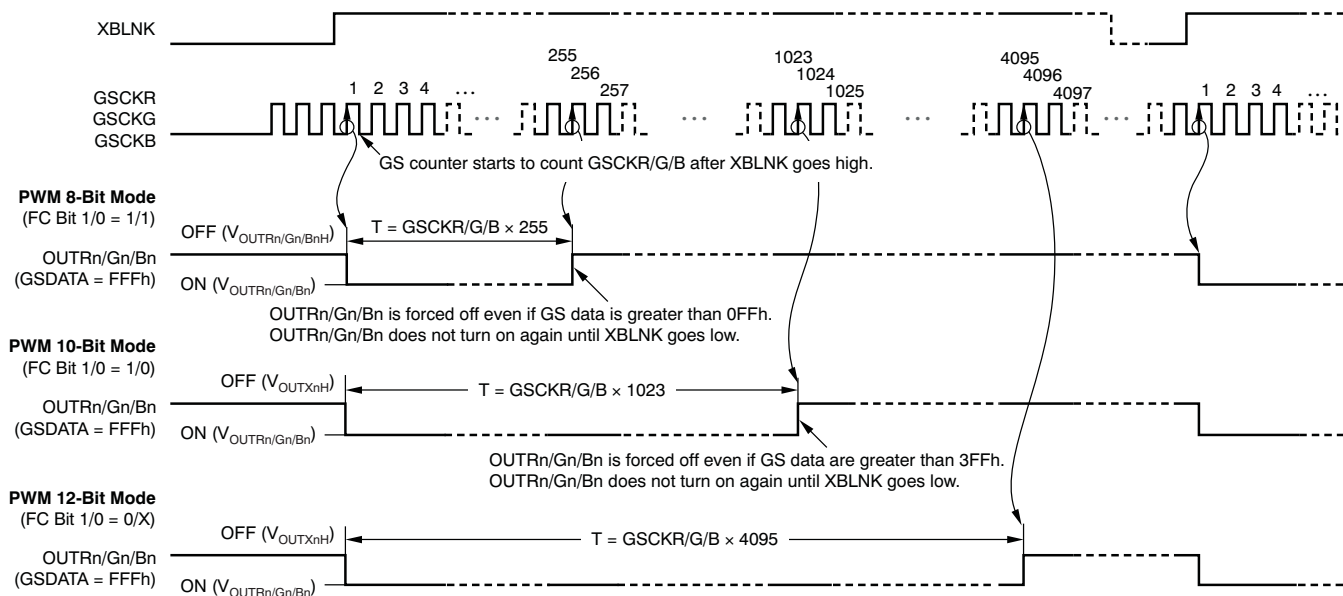 XBLNK
255
256
257
1023
1024
1025
4095
4096
4097
GSCKR
GSCKG
GSCKB
1 2 3 4 ...
1 2 3 4 ...
GS counter starts to count GSCKR/G/B after XBLNK goes high.
PWM 8-Bit Mode
(FC Bit 1/0 = 1/1)
OFF (VOUTRn/Gn/BnH)
T = GSCKR/G/B × 255
OUTRn/Gn/Bn
(GSDATA = FFFh)
ON (VOUTRn/Gn/Bn)
OUTRn/Gn/Bn is forced off even if GS data is greater than 0FFh.
OUTRn/Gn/Bn does not turn on again until XBLNK goes low.
PWM 10-Bit Mode
(FC Bit 1/0 = 1/0)
OFF (VOUTXnH)
T = GSCKR/G/B × 1023
OUTRn/Gn/Bn
(GSDATA = FFFh)
ON (VOUTRn/Gn/Bn)
OUTRn/Gn/Bn is forced off even if GS data are greater than 3FFh.
OUTRn/Gn/Bn does not turn on again until XBLNK goes low.
PWM 12-Bit Mode
(FC Bit 1/0 = 0/X)
OFF (VOUTXnH)
T = GSCKR/G/B × 4095
OUTRn/Gn/Bn
(GSDATA = FFFh)
ON (VOUTRn/Gn/Bn)